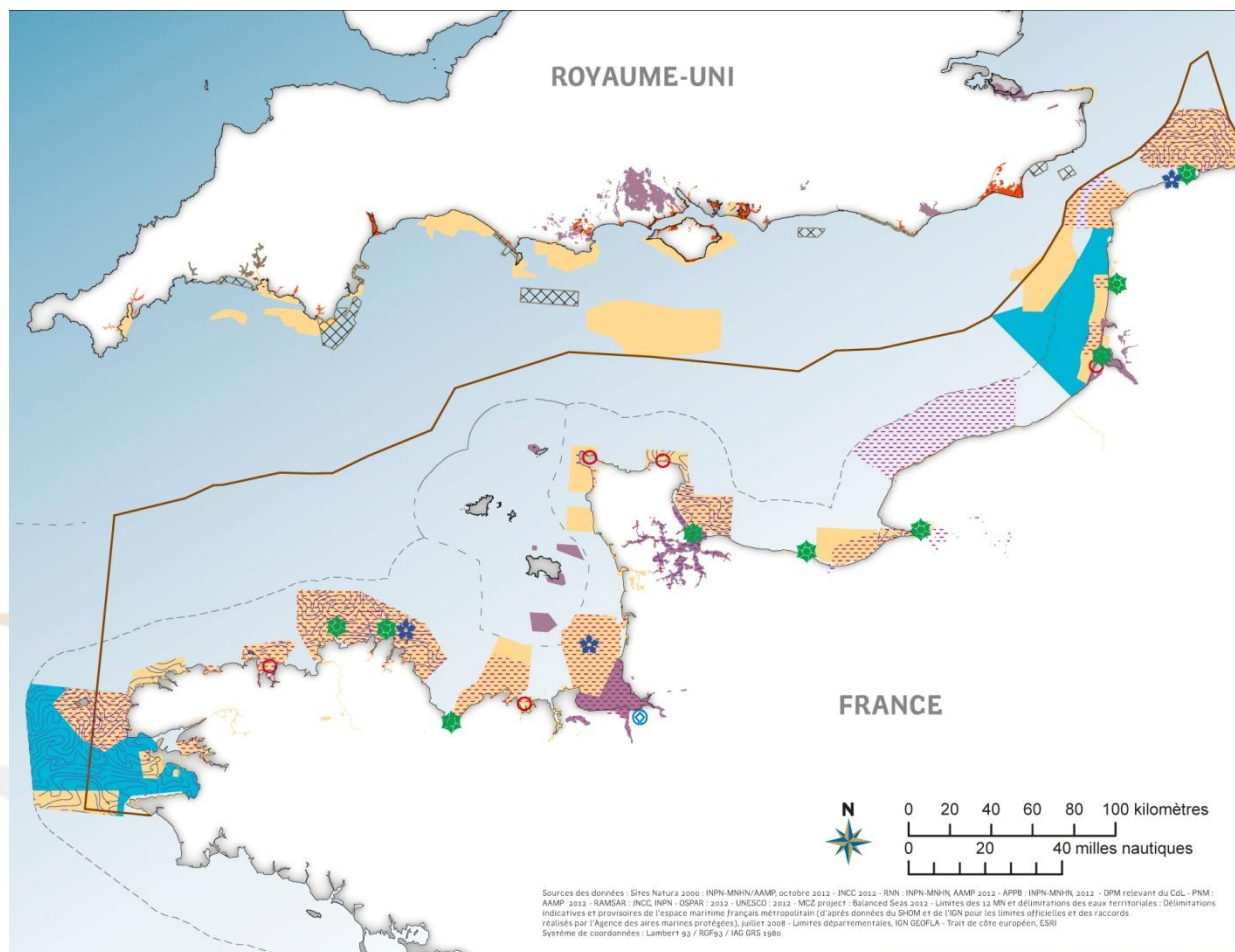 ROYAUME-UNI
FRANCE
N
0 20 40 60 80 100 kilomètres
0 20 40 milles nautiques
Sources des données : Sites Natura 2000 : INPN-MNHN/AAMP, octobre 2012 - JNCC 2012 - RNN : INPN-MNHN, AAMP 2012 - APPB : INPN-MNHN, 2012 - DPM relevant du CdL - PNM :
AAMP 2012 - RAMSAR : JNCC, INPN - OSPAR : 2012 - UNESCO : 2012 - MCZ project : Balanced Seas 2012 - Limites des 12 MN et délimitations des eaux territoriales : Délimitations
indicatives et provisoires de l'espace maritime français métropolitain (d'après données du SHOM et de l'IGN pour les limites officielles et des raccords
réalisés par l'Agence des aires marines protégées), juillet 2008 - Limites départementales, IGN GEOFLA - Trait de côte européen, ESRI
Système de coordonnées : Lambert 93 / RGF93 / IAG GRS 1980